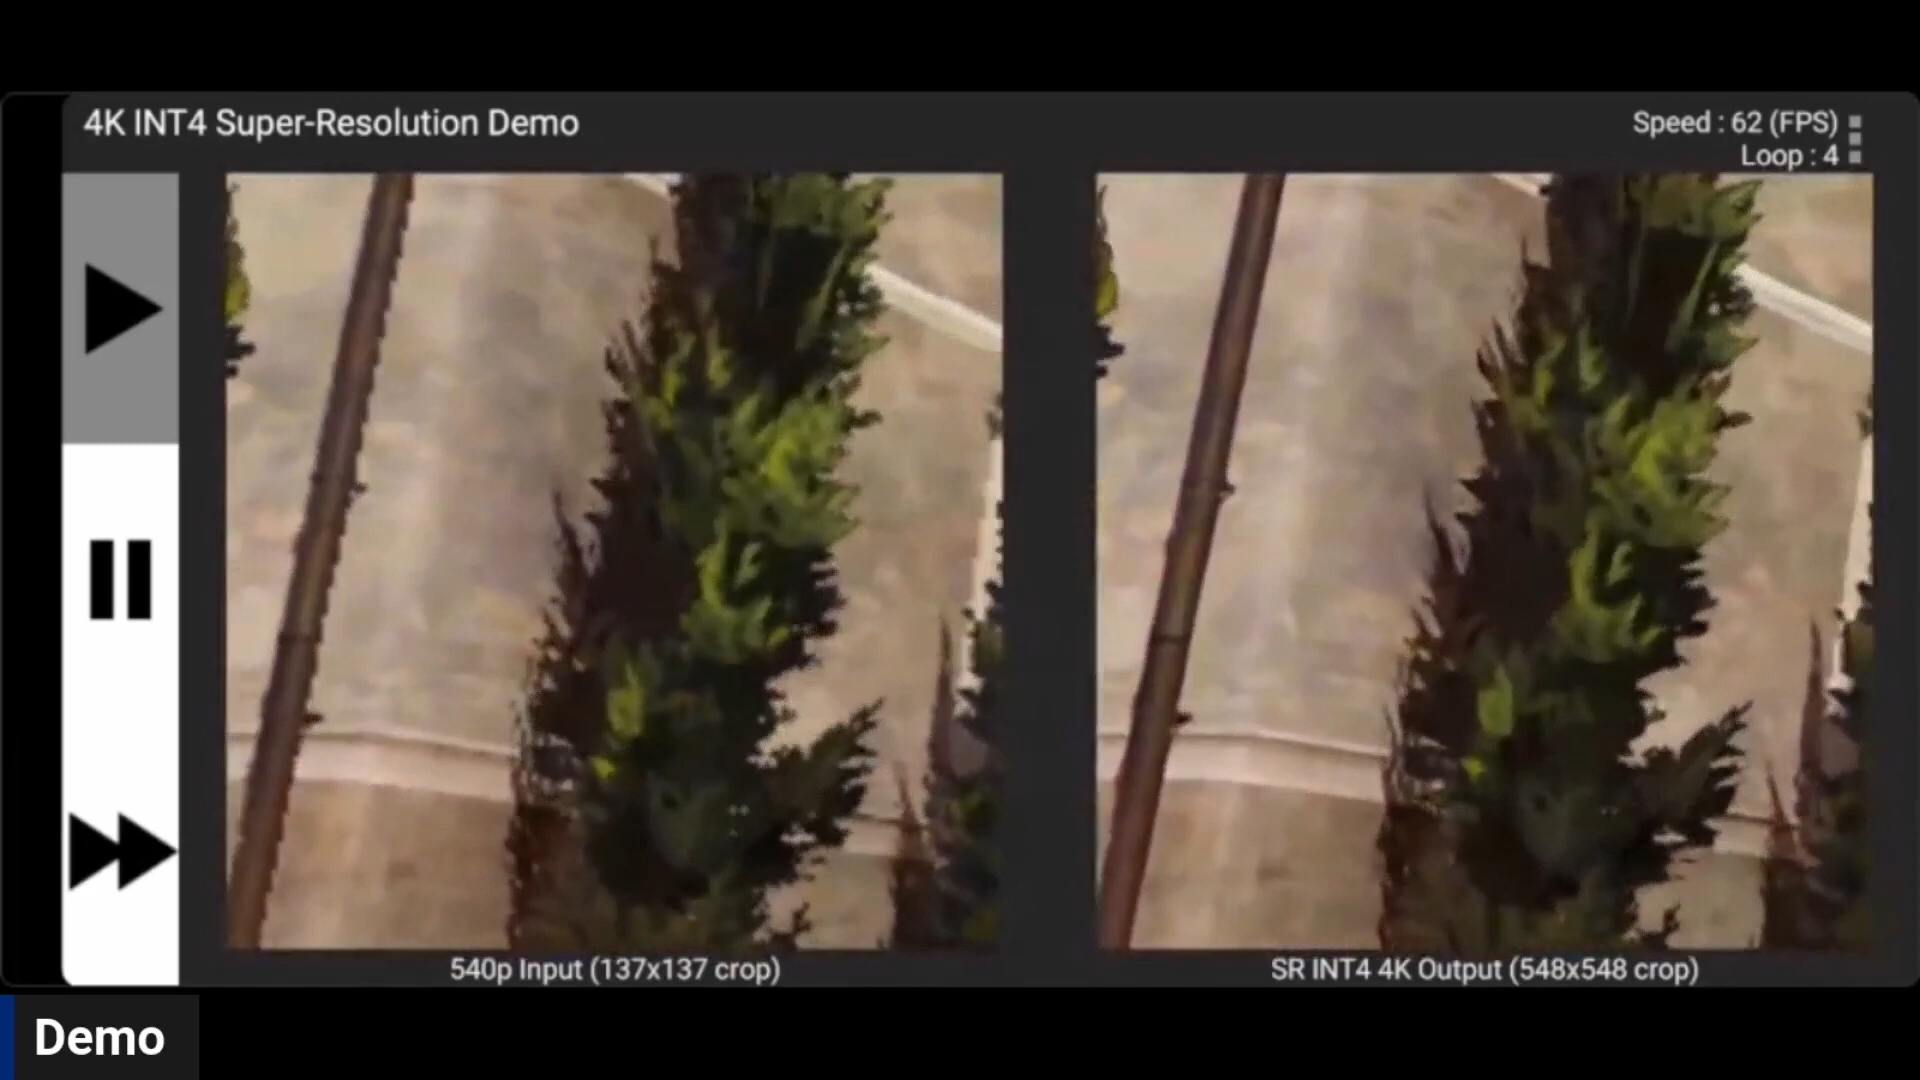 4K INT4 Super-Resolution Demo
Speed : 62 (FPS)
Loop : 4
540p Input (137x137 crop)
SR INT4 4K Output (548x548 crop)
Demo